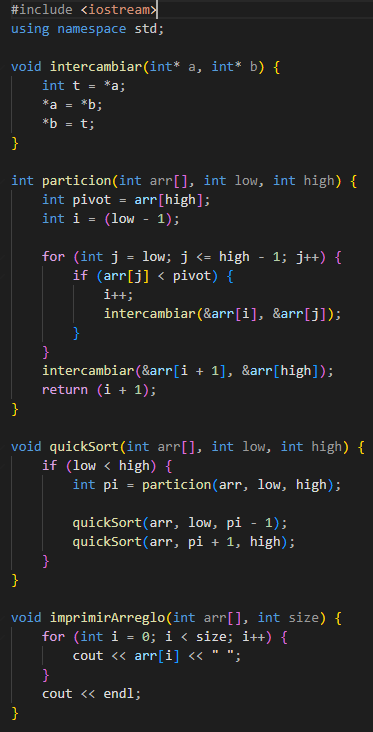 #include <iostream>
using namespace std;

void intercambiar(int* a, int* b) {
    int t = *a;
    *a = *b;
    *b = t;
}

int particion(int arr[], int low, int high) {
    int pivot = arr[high];
    int i = (low - 1);

    for (int j = low; j <= high - 1; j++) {
        if (arr[j] < pivot) {
            i++;
            intercambiar(&arr[i], &arr[j]);
        }
    }
    intercambiar(&arr[i + 1], &arr[high]);
    return (i + 1);
}

void quickSort(int arr[], int low, int high) {
    if (low < high) {
        int pi = particion(arr, low, high);

        quickSort(arr, low, pi - 1);
        quickSort(arr, pi + 1, high);
    }
}

void imprimirArreglo(int arr[], int size) {
    for (int i = 0; i < size; i++) {
        cout << arr[i] << " ";
    }
    cout << endl;
}